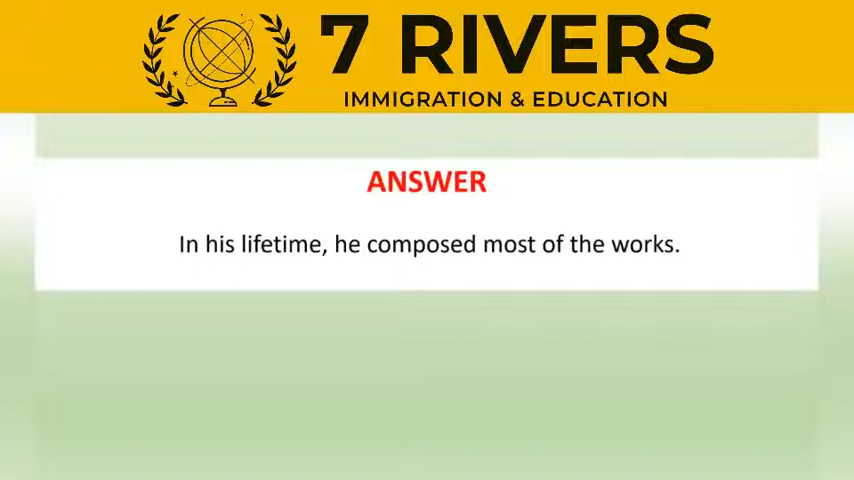 7 RIVERS
IMMIGRATION & EDUCATION
ANSWER
In his lifetime, he composed most of the works.